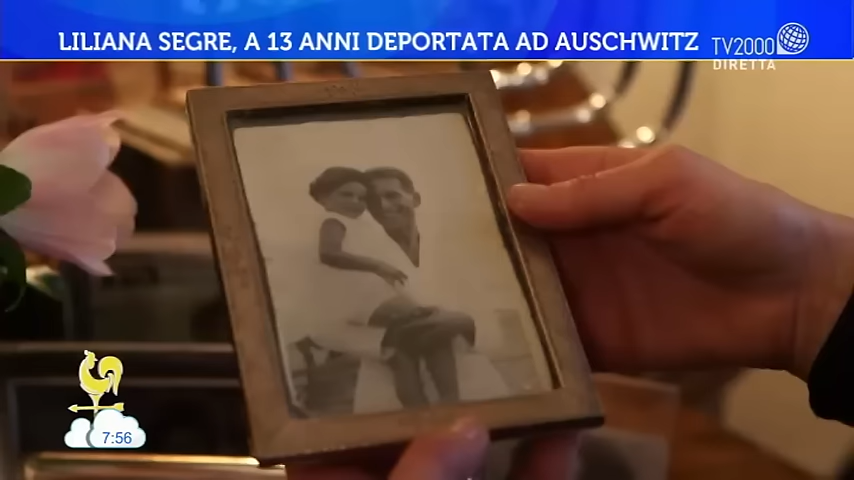 LILIANA SEGRE, A 13 ANNI DEPORTATA AD AUSCHWITZ
TV2000
DIRETTA
7:56